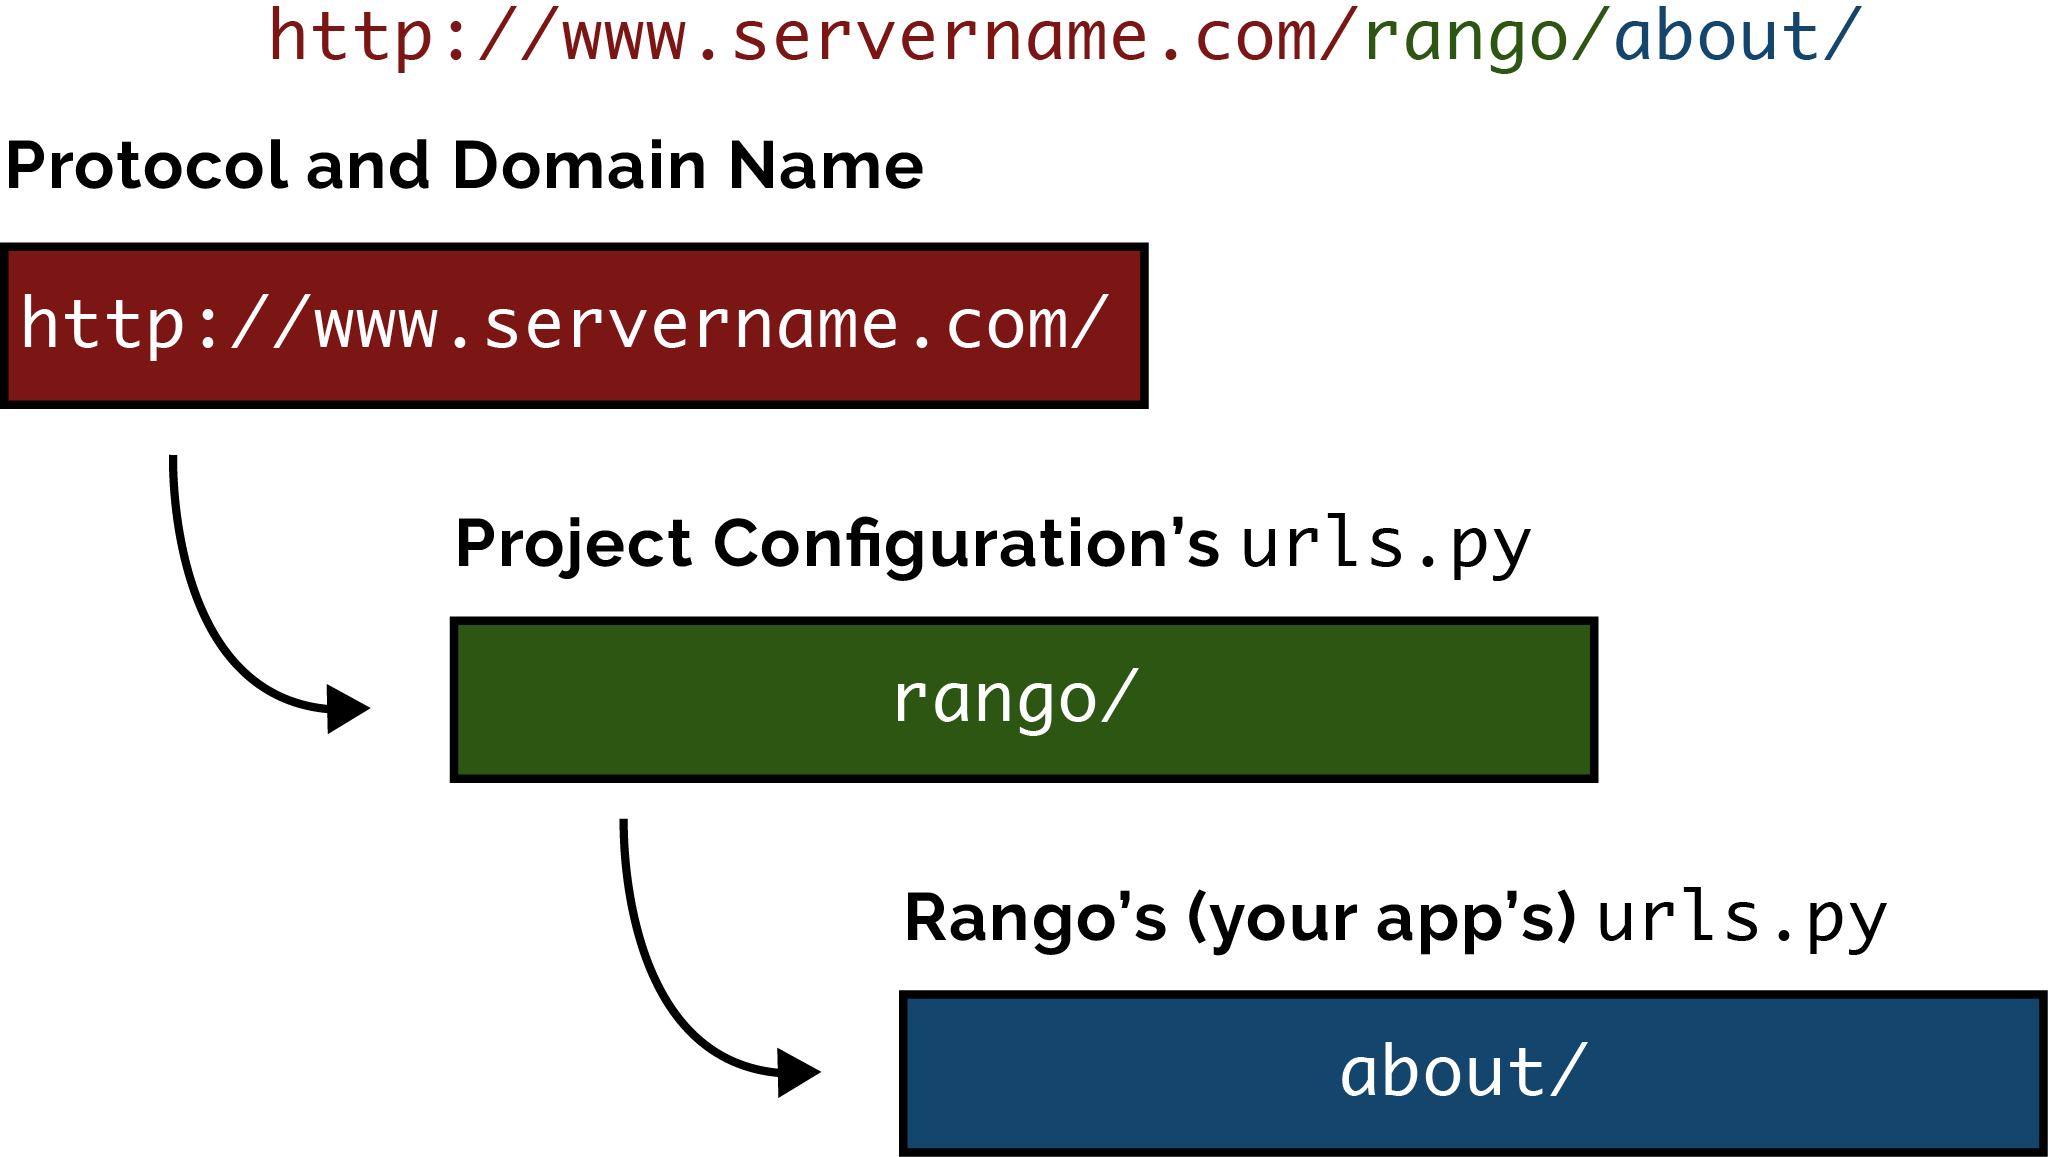 http://www.servername.com/rango/about/
Protocol and Domain Name
http://www.servername.com/
Project Configuration’s urls.py
rango/
Rango’s (your app’s) urls.py
about/